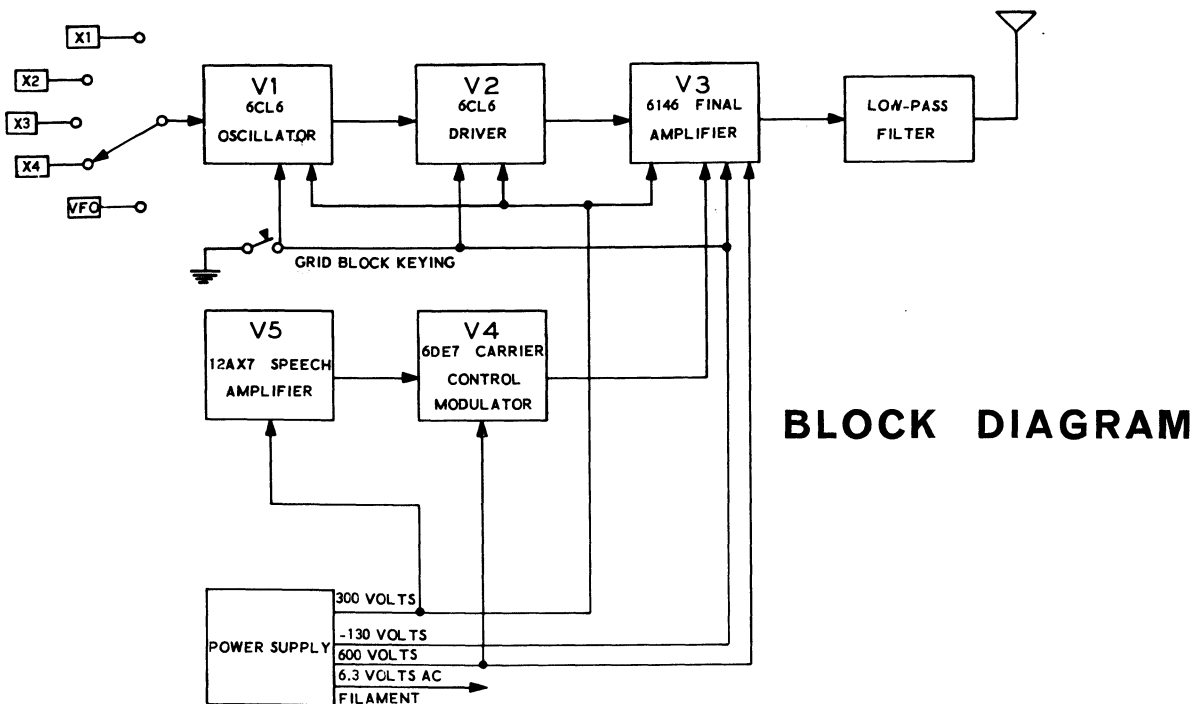 X1
X2
X3
X4
VFO
V1
6CL6
OSCILLATOR
V2
6CL6
DRIVER
V3
6146 FINAL
AMPLIFIER
LOW-PASS
FILTER
GRID BLOCK KEYING
V5
12AX7 SPEECH
AMPLIFIER
V4
6DE7 CARRIER
CONTROL
MODULATOR
BLOCK DIAGRAM
POWER SUPPLY
300 VOLTS
-130 VOLTS
600 VOLTS
6.3 VOLTS AC
FILAMENT